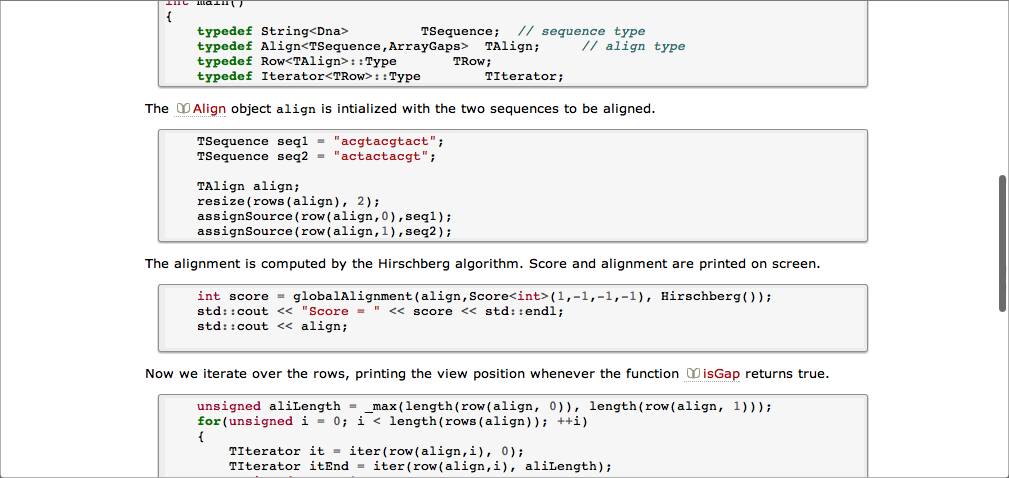 int main()
{
typedef String<Dna> TSequence; // sequence type
typedef Align<TSequence,ArrayGaps> TAlign; // align type
typedef Row<TAlign>::Type TRow;
typedef Iterator<TRow>::Type TIterator;
The Align object align is intialized with the two sequences to be aligned.
TSequence seq1 = "acgtacgtact";
TSequence seq2 = "actactacgt";
TAlign align;
resize(rows(align), 2);
assignSource(row(align,0),seq1);
assignSource(row(align,1),seq2);
The alignment is computed by the Hirschberg algorithm. Score and alignment are printed on screen.
int score = globalAlignment(align,Score<int>(1,-1,-1,-1), Hirschberg());
std::cout << "Score = " << score << std::endl;
std::cout << align;
Now we iterate over the rows, printing the view position whenever the function isGap returns true.
unsigned aliLength = _max(length(row(align, 0)), length(row(align, 1)));
for(unsigned i = 0; i < length(rows(align)); ++i)
{
TIterator it = iter(row(align,i), 0);
TIterator itEnd = iter(row(align,i), aliLength);